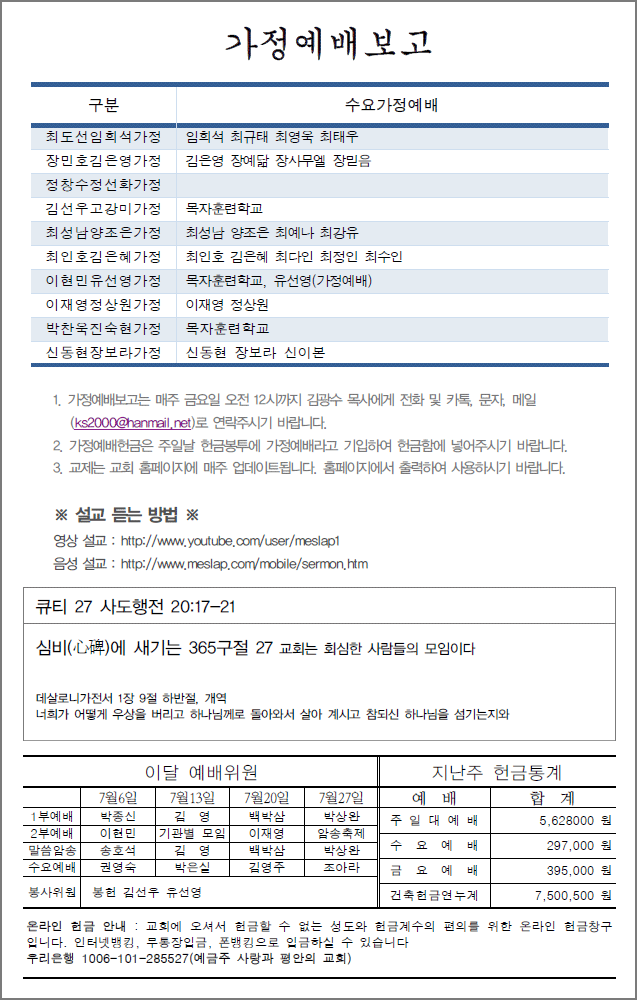 가정예배보고
구분 수요가정예배
최도선임희석가정 임희석 최규태 최영욱 최태우
장민호김은영가정 김은영 장예닮 장사무엘 장믿음
정창수정선화가정
김선우고강미가정 목자훈련학교
최성남양조은가정 최성남 양조은 최예나 최강유
최인호김은혜가정 최인호 김은혜 최다인 최정인 최수인
이현민유선영가정 목자훈련학교, 유선영(가정예배)
이재영정상원가정 이재영 정상원
박찬욱진숙현가정 목자훈련학교
신동현장보라가정 신동현 장보라 신이본
1. 가정예배보고는 매주 금요일 오전 12시까지 김광수 목사에게 전화 및 카톡, 문자, 메일
(ks2000@hanmail.net)로 연락주시기 바랍니다.
2. 가정예배헌금은 주일날 헌금봉투에 가정예배라고 기입하여 헌금함에 넣어주시기 바랍니다.
3. 교제는 교회 홈페이지에 매주 업데이트됩니다. 홈페이지에서 출력하여 사용하시기 바랍니다.
※ 설교 듣는 방법 ※
영상 설교 : http://www.youtube.com/user/meslap1
음성 설교 : http://www.meslap.com/mobile/sermon.htm
큐티 27 사도행전 20:17-21
심비(心碑)에 새기는 365구절 27 교회는 회심한 사람들의 모임이다
데살로니가전서 1장 9절 하반절, 개역
너희가 어떻게 우상을 버리고 하나님께로 돌아와서 살아 계시고 참되신 하나님을 섬기는지와
이달 예배위원 지난주 헌금통계
7월6일 7월13일 7월20일 7월27일 예 배 합 계
1부예배 박종신 김 영 백박삼 박상완
주 일 대 예 배 5,628000 원
2부예배 이현민 기관별 모임 이재영 암송축제
말씀암송 송호석 김 영 백박삼 박상완
수 요 예 배 297,000 원
수요예배 권영숙 박은실 김영주 조아라
금 요 예 배 395,000 원
봉사위원 봉헌 김선우 유선영
건축헌금연누계 7,500,500 원
온라인 헌금 안내 : 교회에 오셔서 헌금할 수 없는 성도와 헌금계수의 편의를 위한 온라인 헌금창구
입니다. 인터넷뱅킹, 무통장입금, 폰뱅킹으로 입금하실 수 있습니다
우리은행 1006-101-285527(예금주 사랑과 평안의 교회)